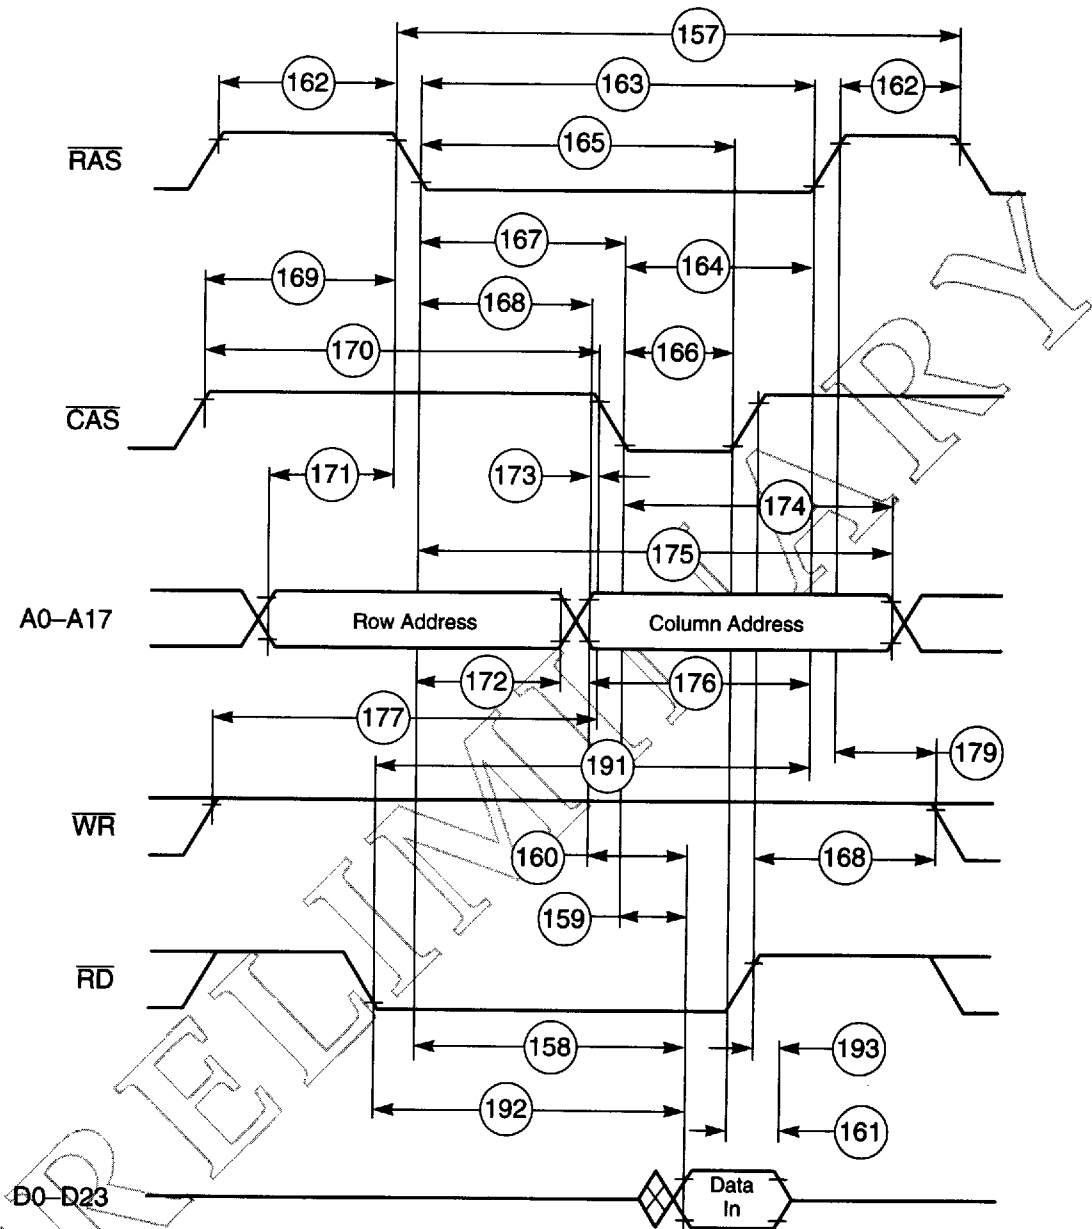 157
162
163
162
RAS
165
167
164
169
168
170
166
CAS
171
173
174
175
A0–A17
Row Address
Column Address
172
176
177
191
179
WR
160
168
159
RD
158
193
192
161
D0–D23
Data
In
PRELIMINARY